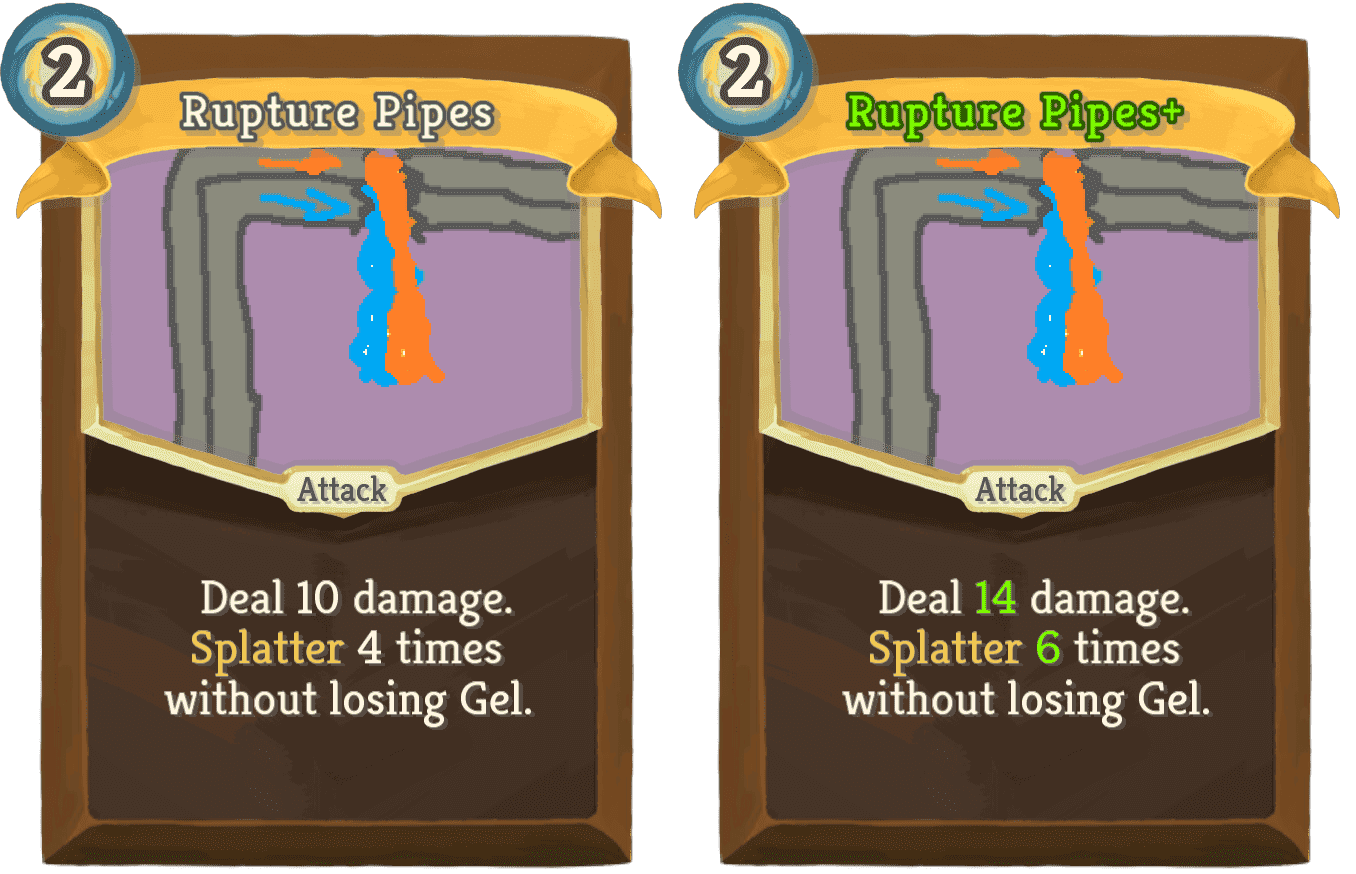 2
Rupture Pipes
Attack
Deal 10 damage.
Splatter 4 times
without losing Gel.
2
Rupture Pipes+
Attack
Deal 14 damage.
Splatter 6 times
without losing Gel.